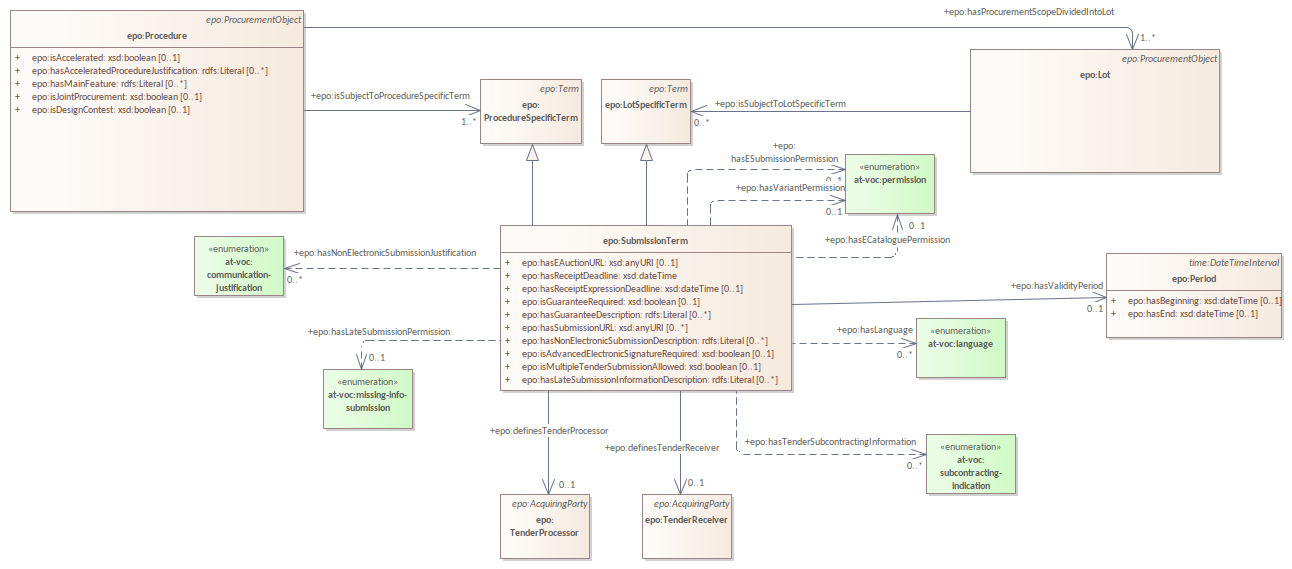 epo:ProcurementObject
epo:Procedure
+ epo:isAccelerated: xsd:boolean [0..1]
+ epo:hasAcceleratedProcedureJustification: rdfs:Literal [0..*]
+ epo:hasMainFeature: rdfs:Literal [0..*]
+ epo:isJointProcurement: xsd:boolean [0..1]
+ epo:isDesignContest: xsd:boolean [0..1]
+epo:hasProcurementScopeDividedIntoLot
1..*
epo:ProcurementObject
epo:Lot
+epo:isSubjectToProcedureSpecificTerm
1..*
epo:Term
epo:
ProcedureSpecificTerm
epo:Term
epo:LotSpecificTerm
+epo:isSubjectToLotSpecificTerm
0..*
+epo:
hasESubmissionPermission
0..1
+epo:hasVariantPermission
0..1
«enumeration»
at-voc:permission
0..1
+epo:hasECataloguePermission
epo:SubmissionTerm
+ epo:hasEAuctionURL: xsd:anyURI [0..1]
+ epo:hasReceiptDeadline: xsd:dateTime
+ epo:hasReceiptExpressionDeadline: xsd:dateTime [0..1]
+ epo:isGuaranteeRequired: xsd:boolean [0..1]
+ epo:hasGuaranteeDescription: rdfs:Literal [0..*]
+ epo:hasSubmissionURL: xsd:anyURI [0..*]
+ epo:hasNonElectronicSubmissionDescription: rdfs:Literal [0..*]
+ epo:isAdvancedElectronicSignatureRequired: xsd:boolean [0..1]
+ epo:isMultipleTenderSubmissionAllowed: xsd:boolean [0..1]
+ epo:hasLateSubmissionInformationDescription: rdfs:Literal [0..*]
«enumeration»
at-voc:
communication-
justification
+epo:hasNonElectronicSubmissionJustification
0..*
+epo:hasLateSubmissionPermission
0..1
«enumeration»
at-voc:missing-info-
submission
+epo:hasValidityPeriod
0..1
time:DateTimeInterval
epo:Period
+ epo:hasBeginning: xsd:dateTime [0..1]
+ epo:hasEnd: xsd:dateTime [0..1]
+epo:hasLanguage
0..*
«enumeration»
at-voc:language
+epo:definesTenderProcessor
0..1
epo:AcquiringParty
epo:
TenderProcessor
+epo:definesTenderReceiver
0..1
epo:AcquiringParty
epo:TenderReceiver
+epo:hasTenderSubcontractingInformation
0..*
«enumeration»
at-voc:
subcontracting-
indication